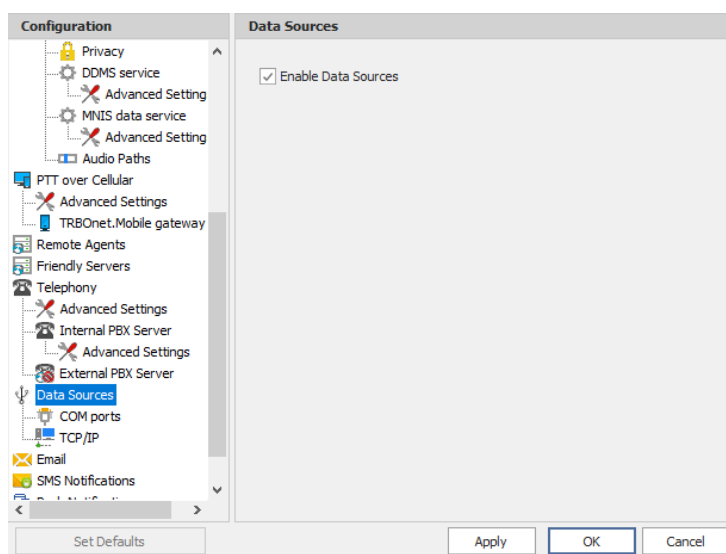 Configuration
Privacy
DDMS service
Advanced Setting
MNIS data service
Advanced Setting
Audio Paths
PTT over Cellular
Advanced Settings
TRBOnet.Mobile gateway
Remote Agents
Friendly Servers
Telephony
Advanced Settings
Internal PBX Server
Advanced Settings
External PBX Server
Data Sources
COM ports
TCP/IP
Email
SMS Notifications
Set Defaults
Data Sources
Enable Data Sources
Apply
OK
Cancel